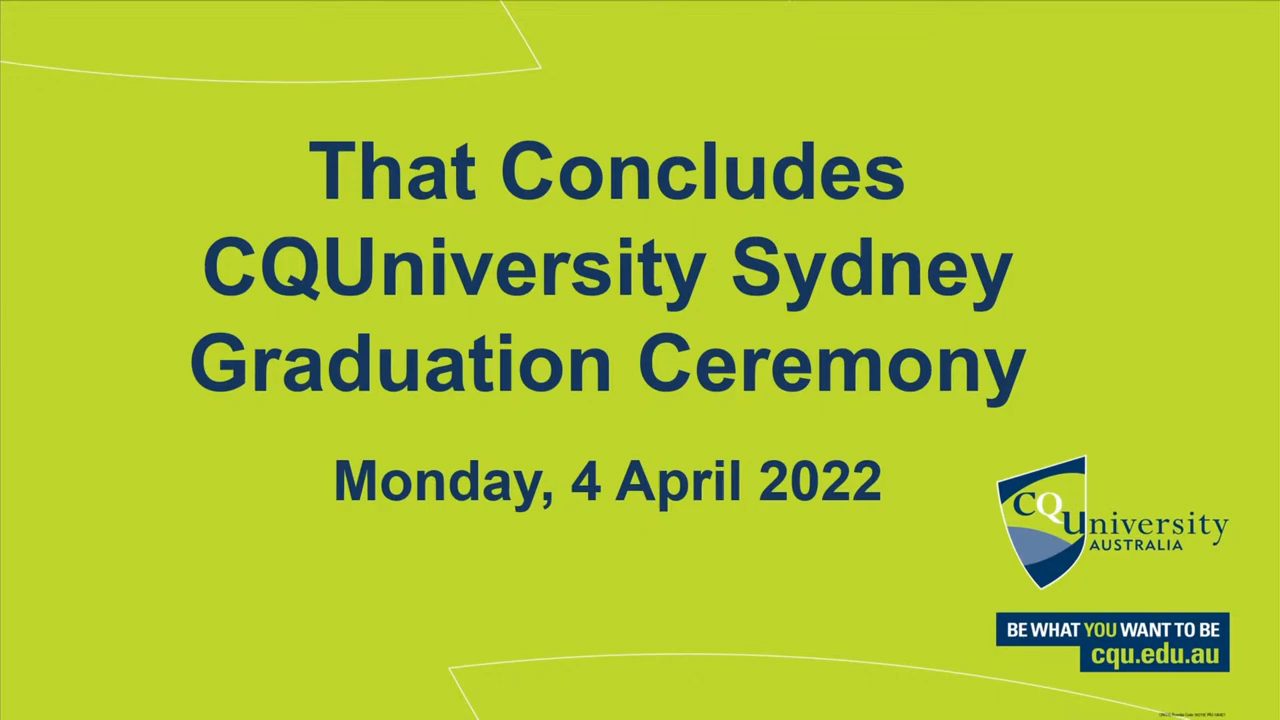 That Concludes
CQUniversity Sydney
Graduation Ceremony
Monday, 4 April 2022
CQUniversity
AUSTRALIA
BE WHAT YOU WANT TO BE
cqu.edu.au